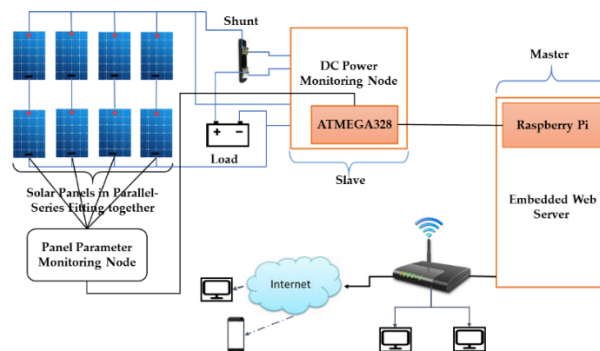 Shunt
DC Power
Monitoring Node
Master
ATMEGA328
Raspberry Pi
+ −
Load
Slave
Solar Panels in Parallel-
Series Fitting together
Embedded Web
Server
Panel Parameter
Monitoring Node
Internet